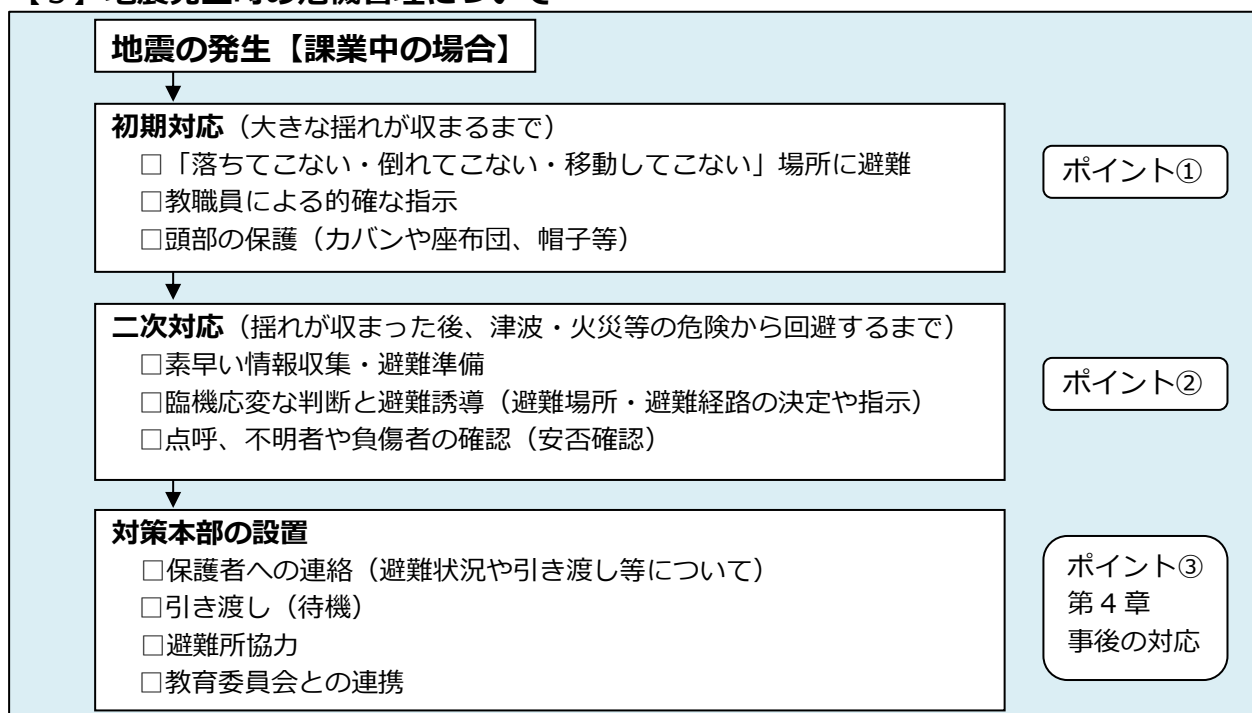 地震の発生【課業中の場合】
初期対応（大きな揺れが収まるまで）
□「落ちてこない・倒れてこない・移動してこない」場所に避難
□教職員による的確な指示
□頭部の保護（カバンや座布団、帽子等）
ポイント①
二次対応（揺れが収まった後、津波・火災等の危険から回避するまで）
□素早い情報収集・避難準備
□臨機応変な判断と避難誘導（避難場所・避難経路の決定や指示）
□点呼、不明者や負傷者の確認（安否確認）
ポイント②
対策本部の設置
□保護者への連絡（避難状況や引き渡し等について）
□引き渡し（待機）
□避難所協力
□教育委員会との連携
ポイント③
第４章
事後の対応